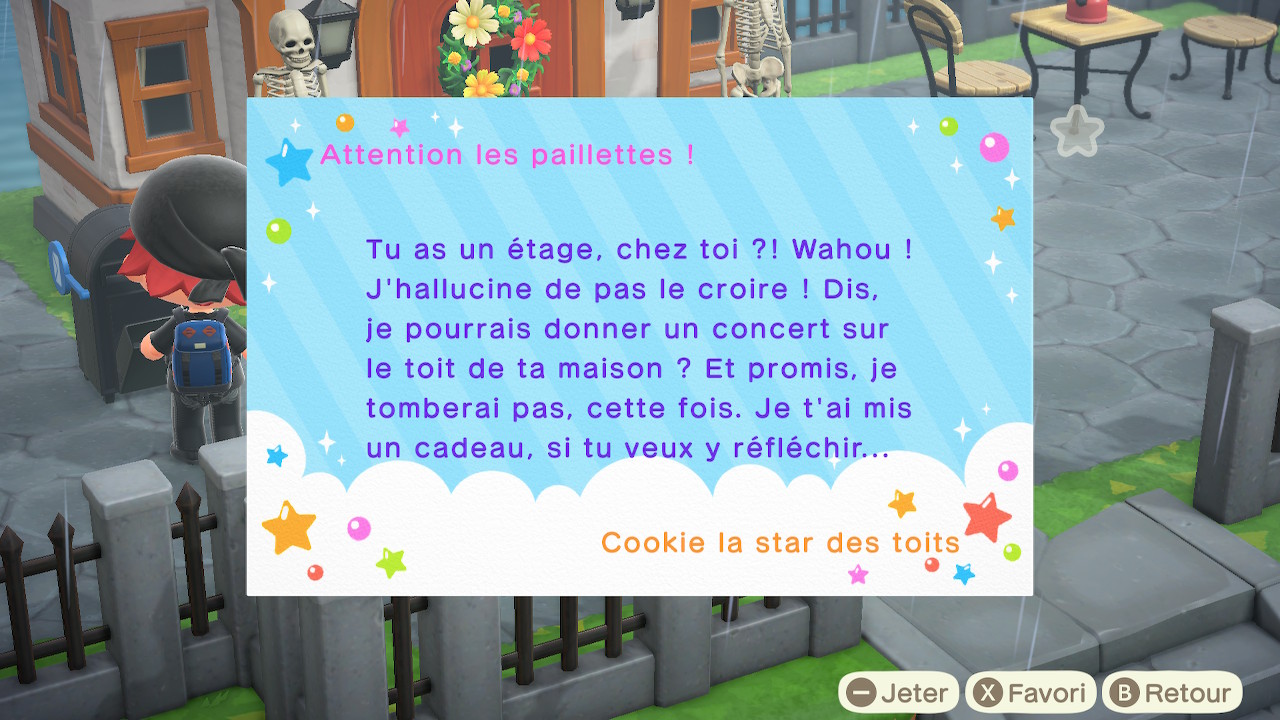 Attention les paillettes !
Tu as un étage, chez toi ?! Wahou !
J'hallucine de pas le croire ! Dis,
je pourrais donner un concert sur
le toit de ta maison ? Et promis, je
tomberai pas, cette fois. Je t'ai mis
un cadeau, si tu veux y réfléchir...
Cookie la star des toits
- Jeter X Favori B Retour